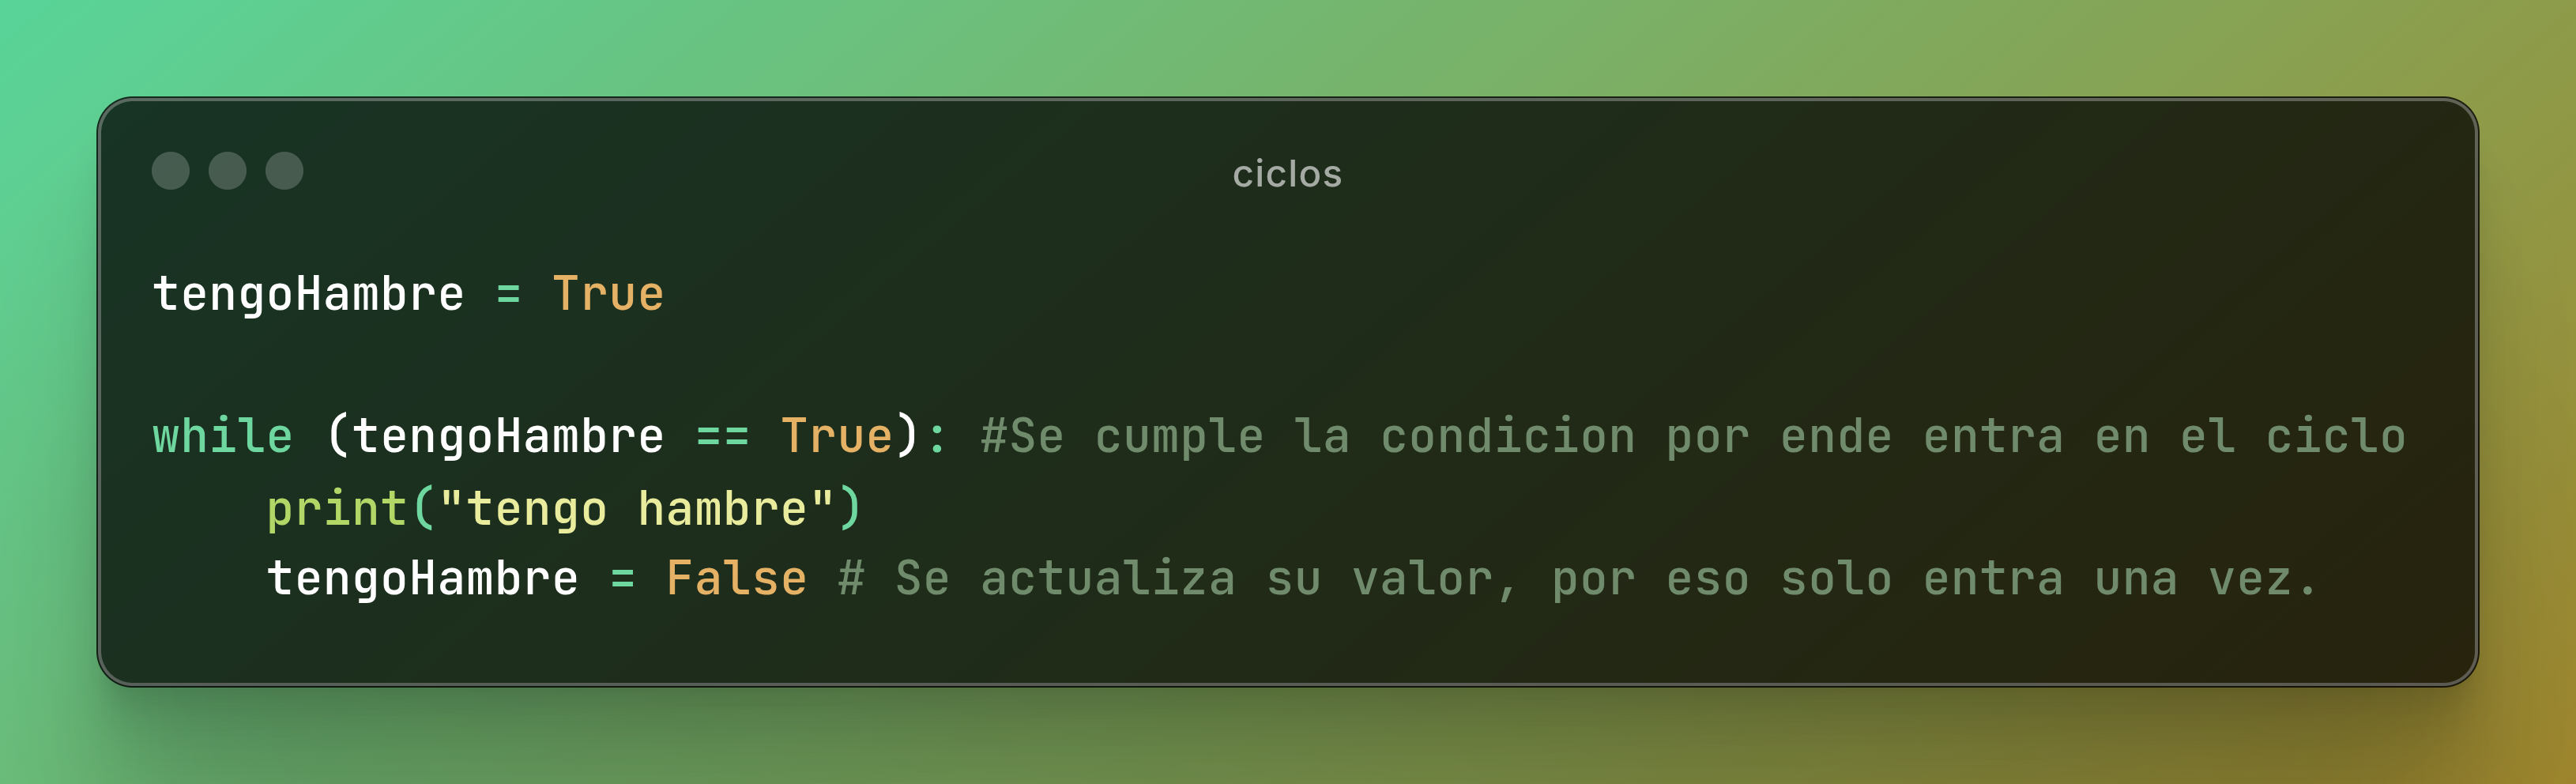 ciclos
tengoHambre = True
while (tengoHambre == True): #Se cumple la condicion por ende entra en el ciclo
    print("tengo hambre")
    tengoHambre = False # Se actualiza su valor, por eso solo entra una vez.